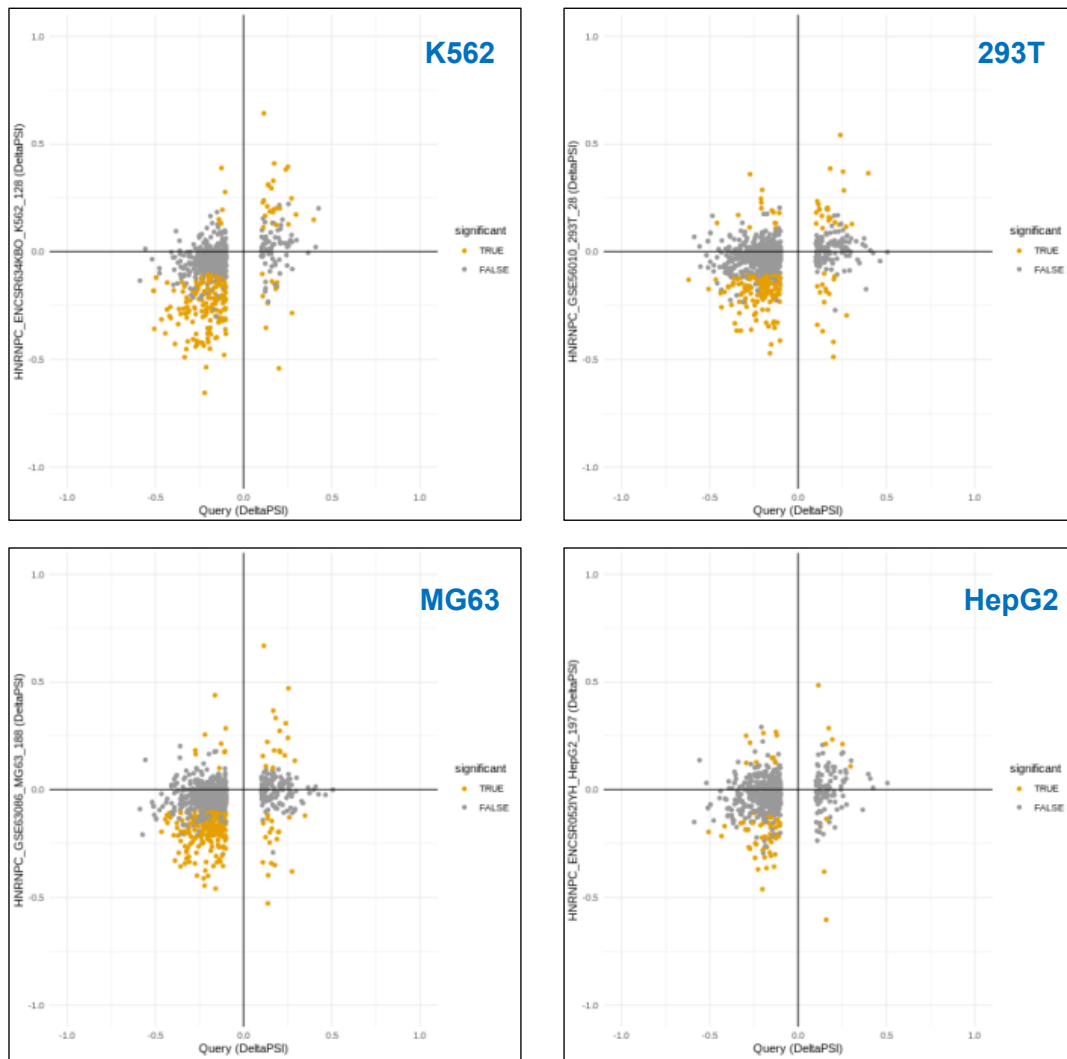 K562
1.0
0.5
0.0
-0.5
-1.0
HNRNPC_ENCSR634KBO_K562_128 (DeltaPSI)
significant
TRUE
FALSE
-1.0 -0.5 0.0 0.5 1.0
Query (DeltaPSI)
293T
1.0
0.5
0.0
-0.5
-1.0
HNRNPC_GSE56010_293T_28 (DeltaPSI)
significant
TRUE
FALSE
-1.0 -0.5 0.0 0.5 1.0
Query (DeltaPSI)
MG63
1.0
0.5
0.0
-0.5
-1.0
HNRNPC_GSE63086_MG63_188 (DeltaPSI)
significant
TRUE
FALSE
-1.0 -0.5 0.0 0.5 1.0
Query (DeltaPSI)
HepG2
1.0
0.5
0.0
-0.5
-1.0
HNRNPC_ENCSR052IYH_HepG2_197 (DeltaPSI)
significant
TRUE
FALSE
-1.0 -0.5 0.0 0.5 1.0
Query (DeltaPSI)